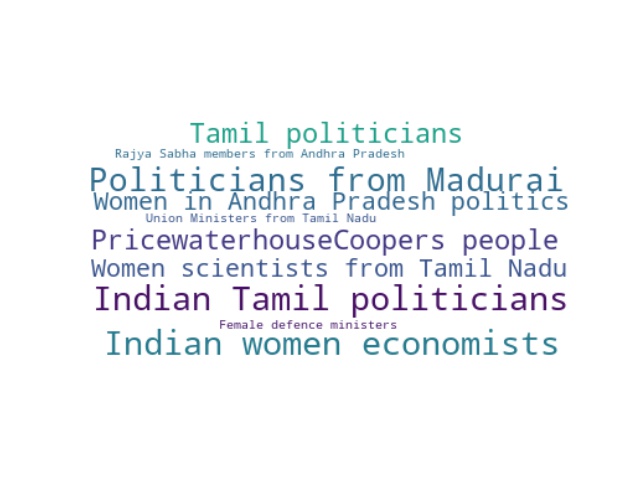 Tamil politicians
Rajya Sabha members from Andhra Pradesh
Politicians from Madurai
Women in Andhra Pradesh politics
Union Ministers from Tamil Nadu
PricewaterhouseCoopers people
Women scientists from Tamil Nadu
Indian Tamil politicians
Female defence ministers
Indian women economists